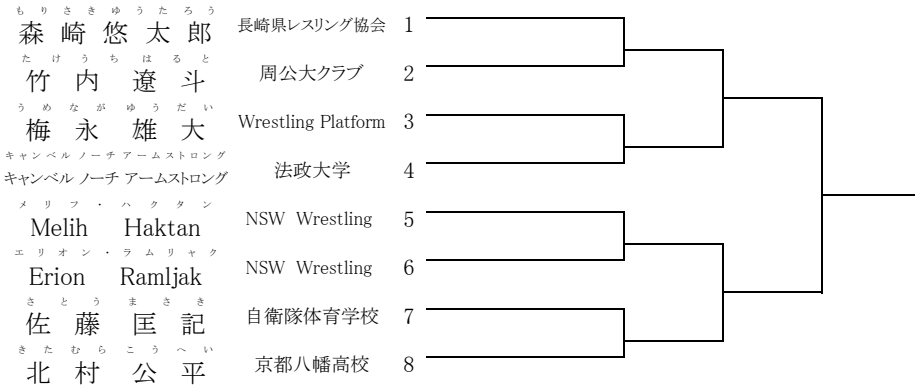 もりさきゆうたろう
森崎悠太郎 長崎県レスリング協会 1
たけうちはると
竹内遼斗 周公大クラブ 2
うめながゆうだい
梅永雄大 Wrestling Platform 3
キャンベル ノーチ アームストロング
キャンベル ノーチ アームストロング 法政大学 4
メリフ・ハクタン
Melih Haktan NSW Wrestling 5
エリオン・ラムリャク
Erion Ramljak NSW Wrestling 6
さとうまさき
佐藤匡記 自衛隊体育学校 7
きたむらこうへい
北村公平 京都八幡高校 8